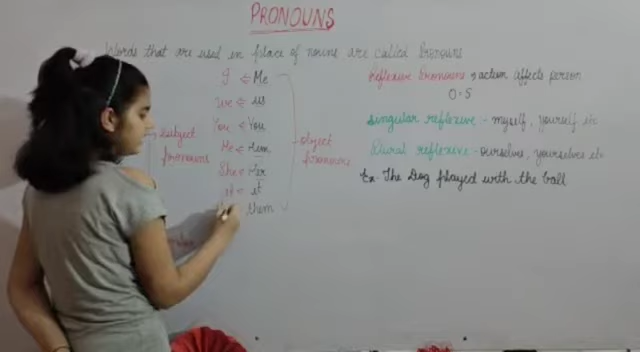 PRONOUNS
Words that are used in place of nouns are called Pronouns
I ⇐ Me
we ⇐ us
You ⇐ You
He ⇐ Him
She ⇐ Her
it ⇐ it
them
subject pronouns
object pronouns
Reflexive Pronouns → action affects person
O = S
singular reflexive :- myself, yourself etc
Plural reflexive :- ourselves, yourselves etc
Ex- The Dog played with the ball